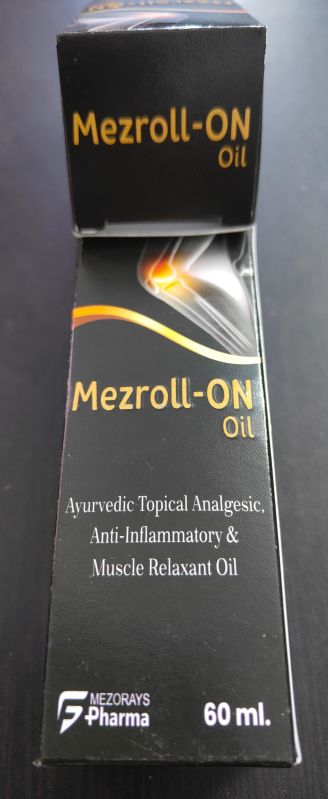 Mezroll-ON
Oil
Mezroll-ON
Oil
Ayurvedic Topical Analgesic,
Anti-Inflammatory &
Muscle Relaxant Oil
MEZORAYS
Pharma
60 ml.